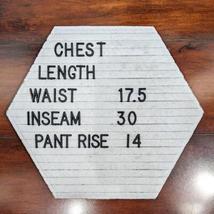 CHEST
LENGTH
WAIST 17.5
INSEAM 30
PANT RISE 14